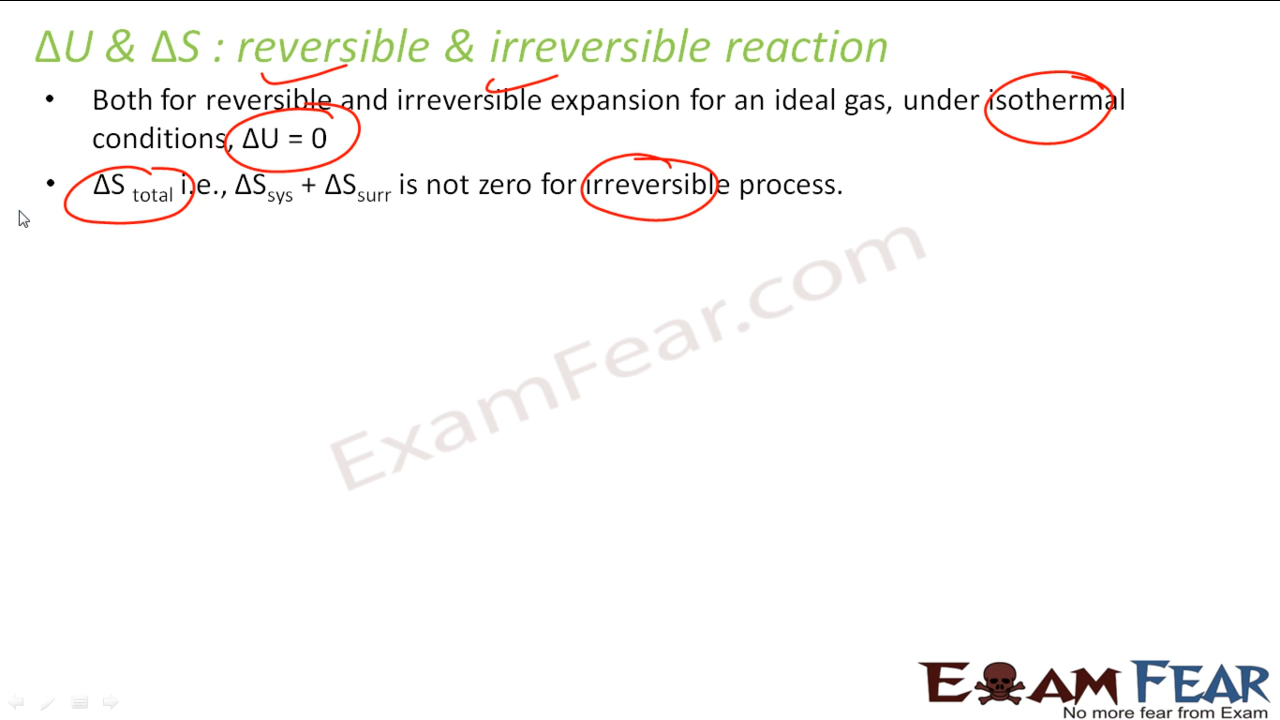 ΔU & ΔS : reversible & irreversible reaction
• Both for reversible and irreversible expansion for an ideal gas, under isothermal
conditions, ΔU = 0
• ΔS total i.e., ΔSsys + ΔSsurr is not zero for irreversible process.
ExamFear.com
EXAM FEAR
No more fear from Exam